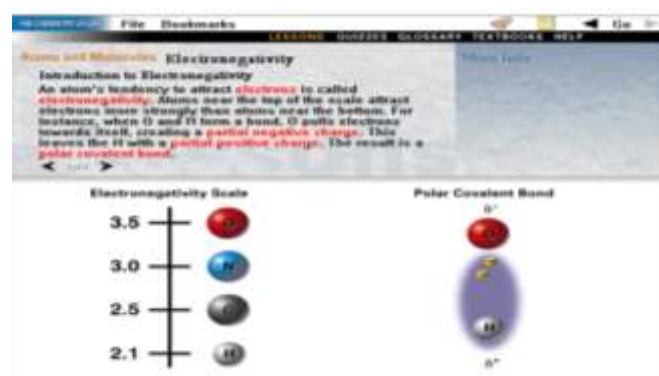 File Bookmarks
Go
LESSONS QUIZZES GLOSSARY TEXTBOOKS HELP
Atoms and Molecules Electronegativity
Introduction to Electronegativity
An atom's tendency to attract electrons is called
electronegativity. Atoms near the top of the scale attract
electrons more strongly than atoms near the bottom. For
instance, when O and H form a bond, O pulls electrons
towards itself, creating a partial negative charge. This
leaves the H with a partial positive charge. The result is a
polar covalent bond.
Electronegativity Scale
Polar Covalent Bond
3.5
3.0 N
2.5
2.1 H
H